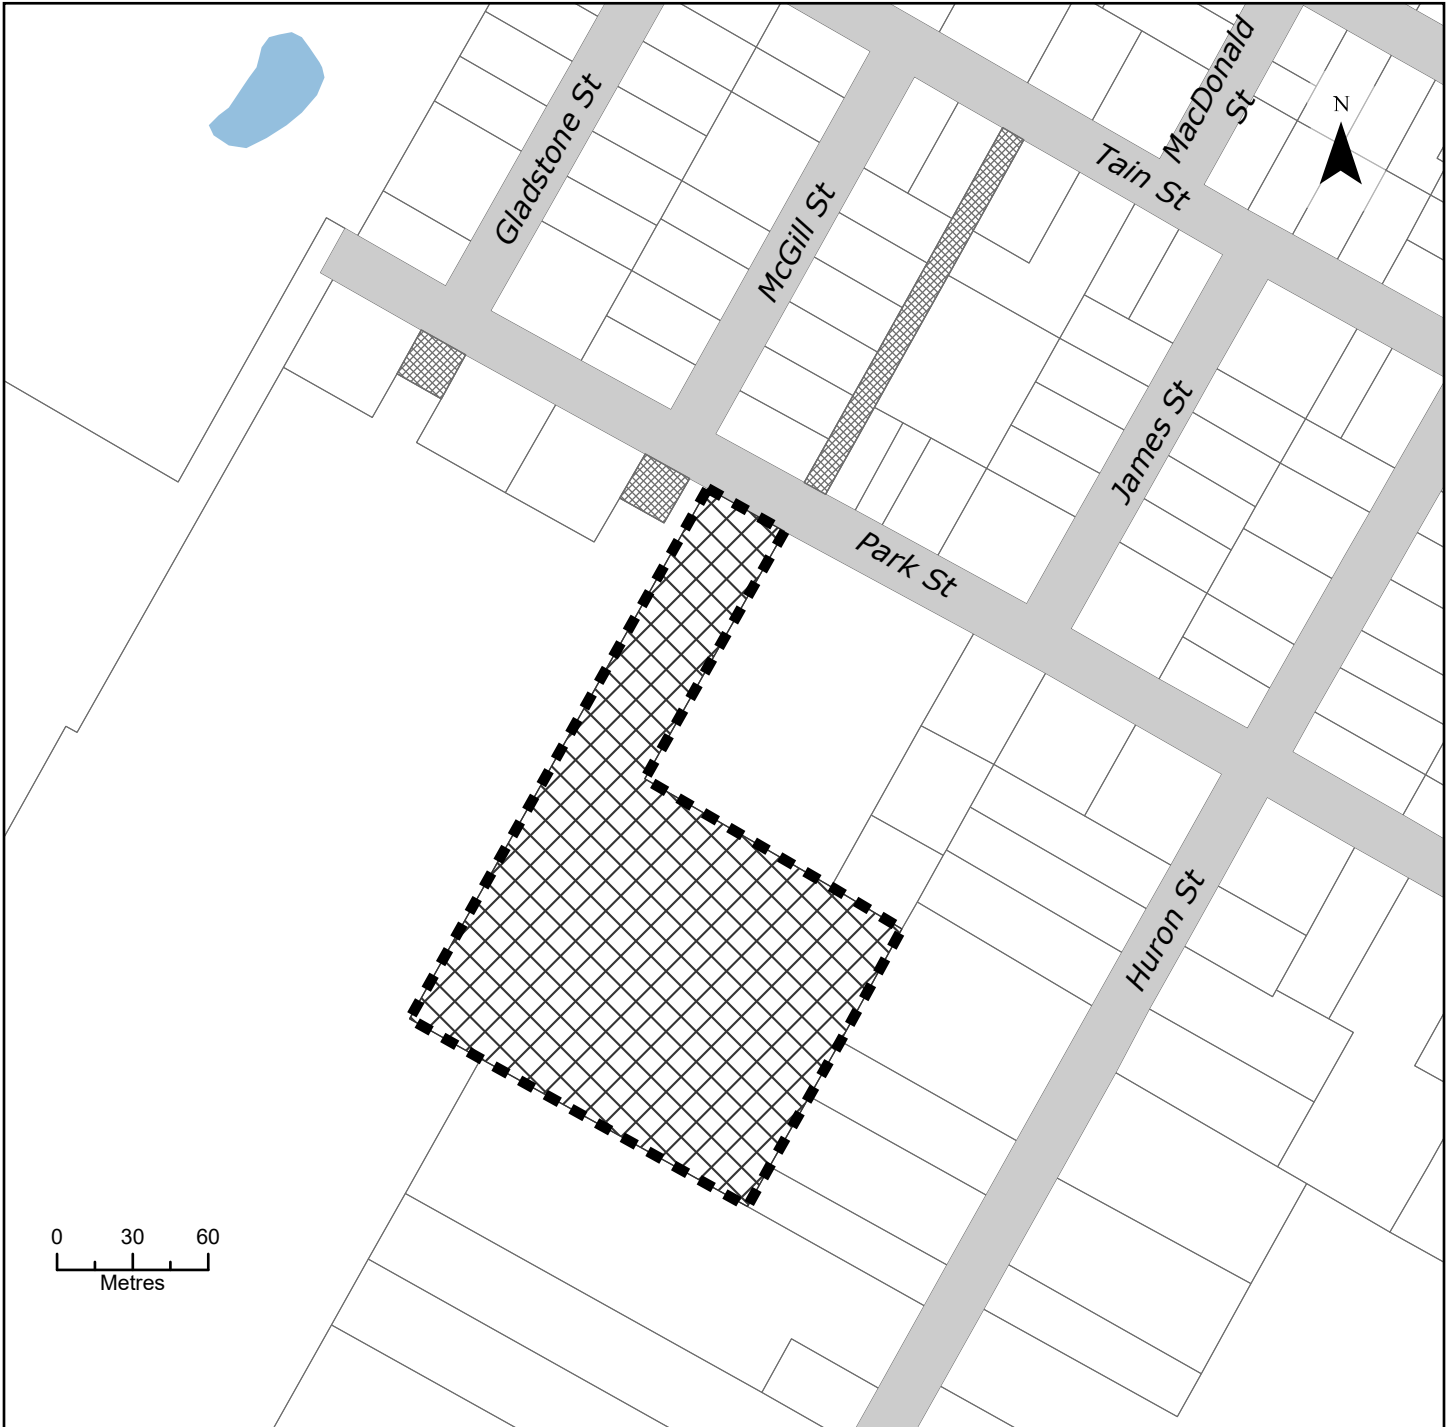 MacDonald
St
Gladstone St
N
Tain St
McGill St
James St
Park St
Huron St
0 30 60
Metres